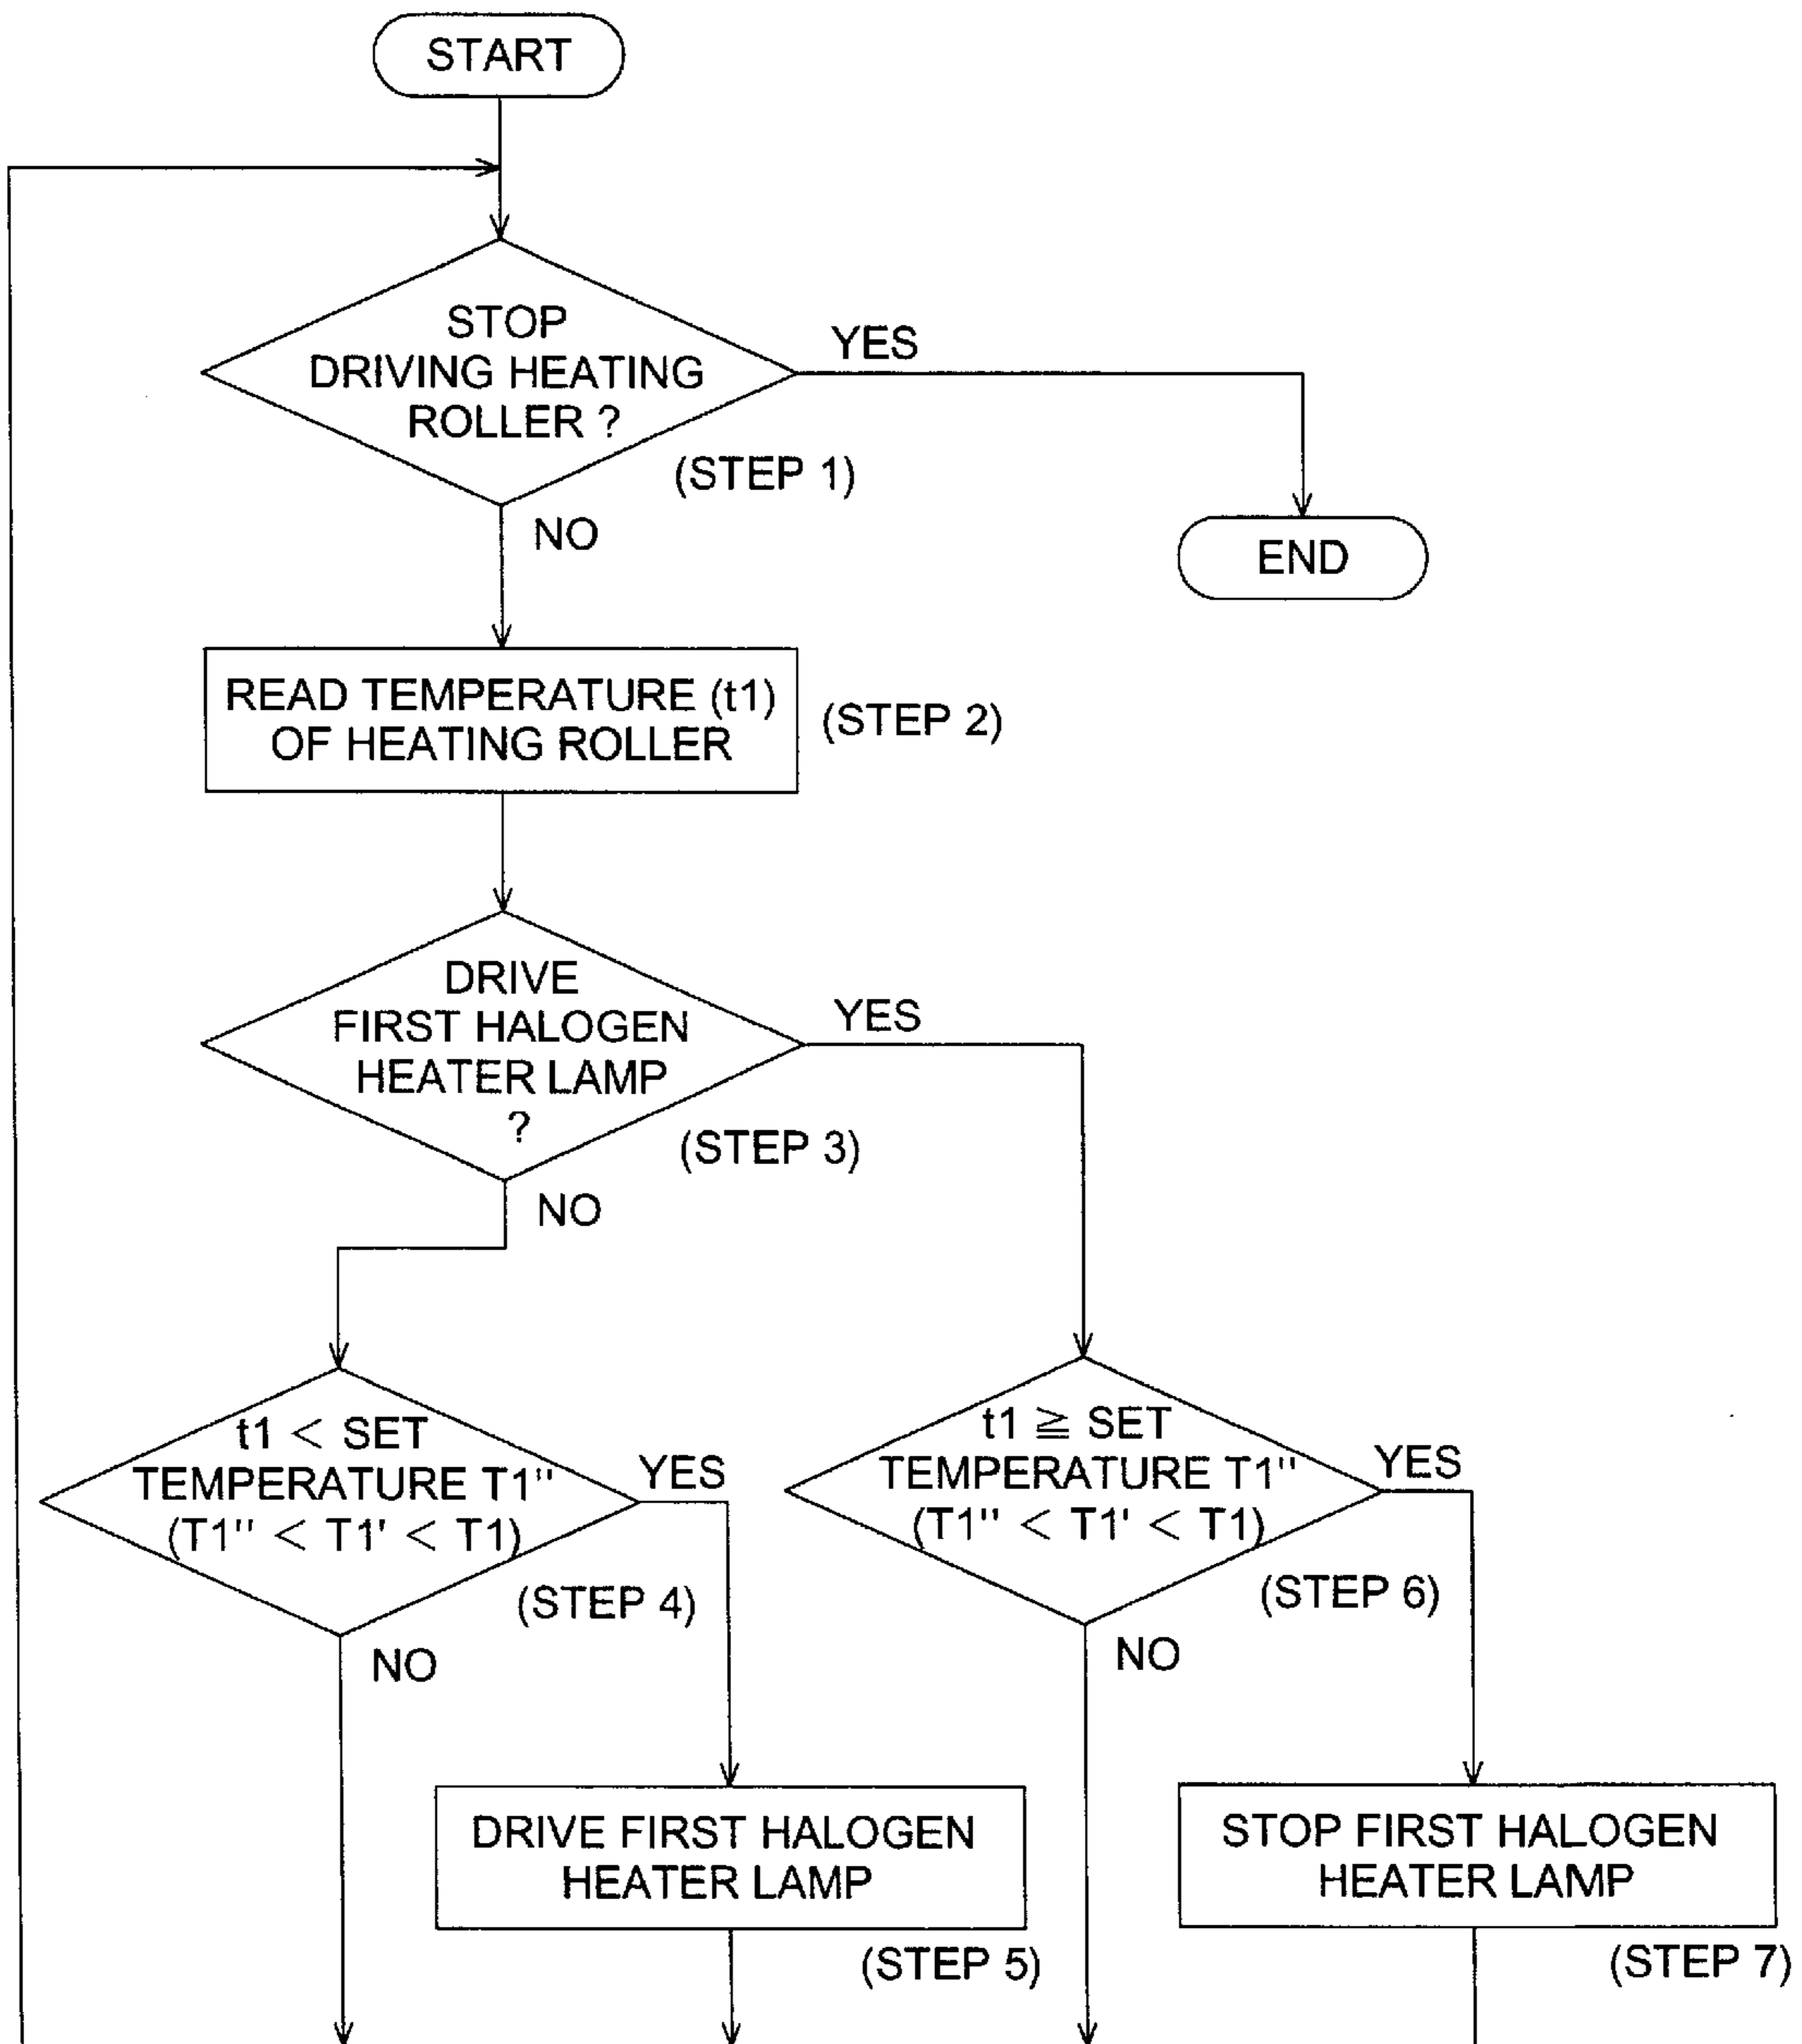 START
STOP
DRIVING HEATING
ROLLER ?
YES
(STEP 1)
NO
END
READ TEMPERATURE (t1)
OF HEATING ROLLER
(STEP 2)
DRIVE
FIRST HALOGEN
HEATER LAMP
?
YES
(STEP 3)
NO
t1 < SET
TEMPERATURE T1"
(T1" < T1' < T1)
YES
(STEP 4)
NO
t1 ≧ SET
TEMPERATURE T1"
(T1" < T1' < T1)
YES
(STEP 6)
NO
DRIVE FIRST HALOGEN
HEATER LAMP
(STEP 5)
STOP FIRST HALOGEN
HEATER LAMP
(STEP 7)